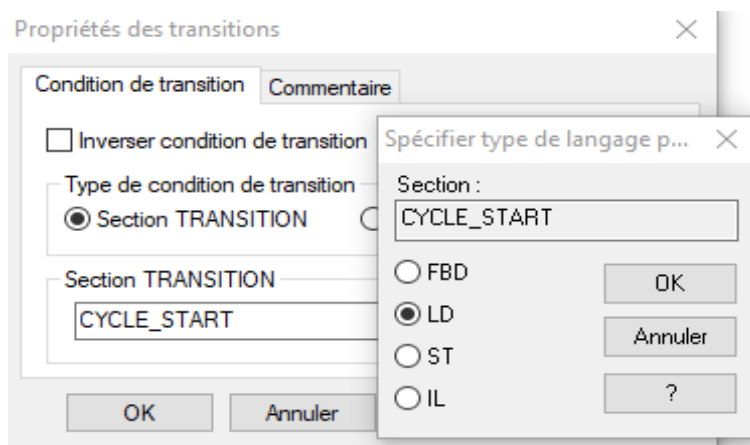 Propriétés des transitions
Condition de transition
Commentaire
Inverser condition de transition
Type de condition de transition
Section TRANSITION
Section TRANSITION
CYCLE_START
OK
Annuler
Spécifier type de langage p...
Section :
CYCLE_START
FBD
LD
ST
IL
OK
Annuler
?